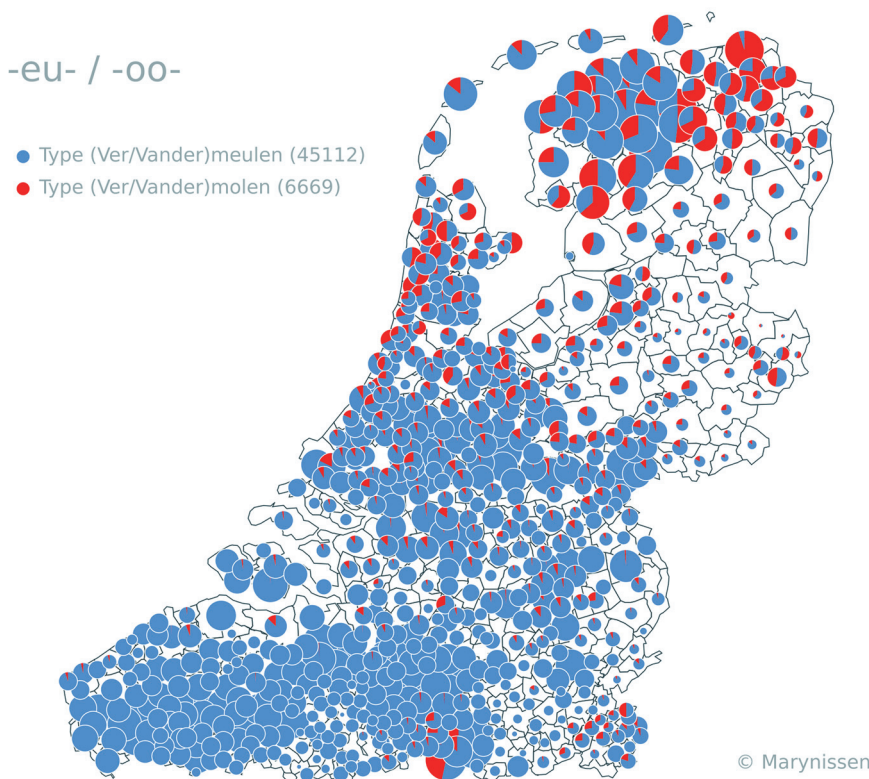 -eu- / -oo-
Type (Ver/Vander)meulen (45112)
Type (Ver/Vander)molen (6669)
© Marynissen